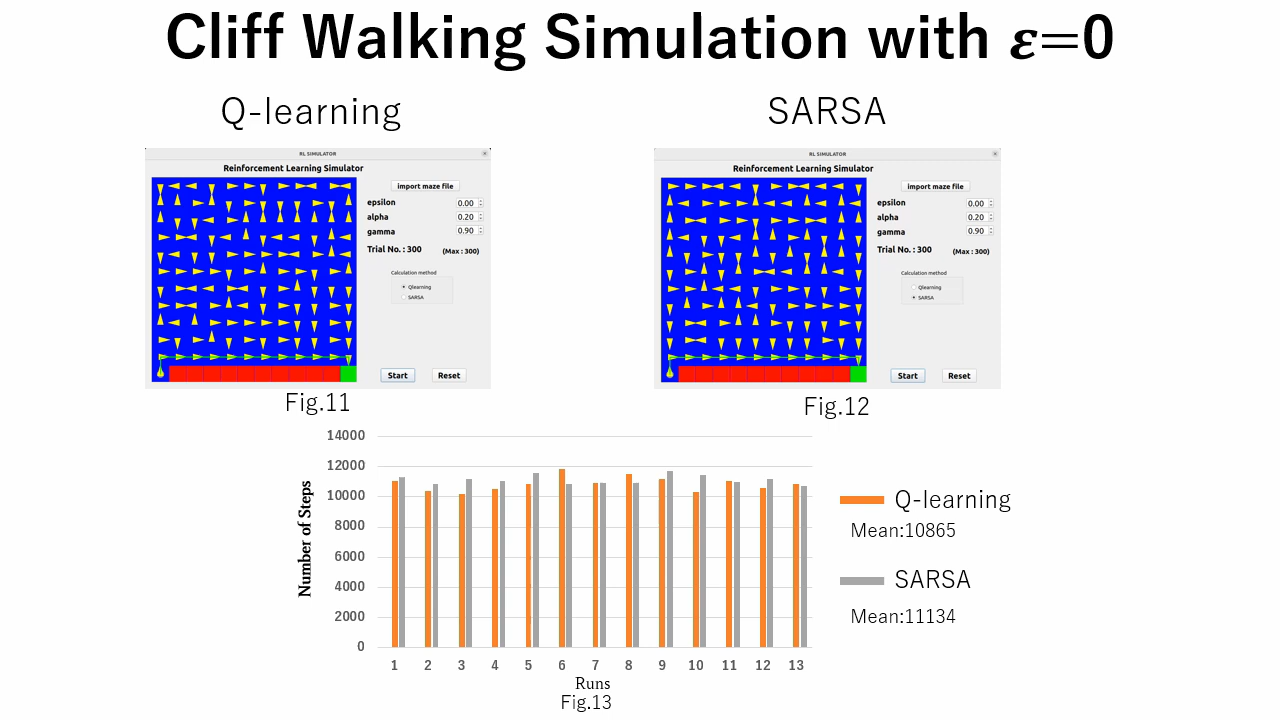 Cliff Walking Simulation with ε=0
Q-learning
SARSA
RL SIMULATOR
Reinforcement Learning Simulator
import maze file
epsilon 0.00
alpha 0.20
gamma 0.90
Trial No. : 300 (Max : 300)
Calculation method
Qlearning
SARSA
Start Reset
Fig.11
RL SIMULATOR
Reinforcement Learning Simulator
import maze file
epsilon 0.00
alpha 0.20
gamma 0.90
Trial No. : 300 (Max : 300)
Calculation method
Qlearning
SARSA
Start Reset
Fig.12
Number of Steps
14000
12000
10000
8000
6000
4000
2000
0
1 2 3 4 5 6 7 8 9 10 11 12 13
Runs
Fig.13
Q-learning
Mean:10865
SARSA
Mean:11134